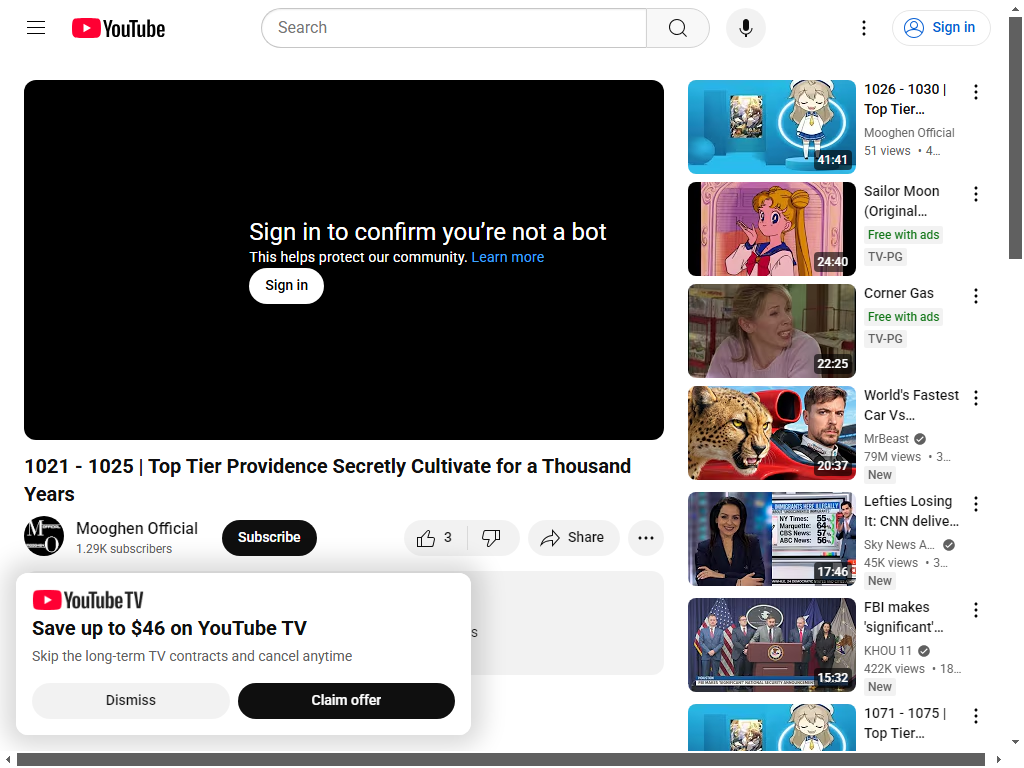 YouTube
Search
Sign in
Sign in to confirm you're not a bot
This helps protect our community. Learn more
Sign in
1021 - 1025 | Top Tier Providence Secretly Cultivate for a Thousand
Years
Mooghen Official
1.29K subscribers
Subscribe
3
Share
s
YouTube TV
Save up to $46 on YouTube TV
Skip the long-term TV contracts and cancel anytime
Dismiss
Claim offer
41:41
1026 - 1030 |
Top Tier...
Mooghen Official
51 views • 4...
24:40
Sailor Moon
(Original...
Free with ads
TV-PG
22:25
Corner Gas
Free with ads
TV-PG
20:37
World's Fastest
Car Vs...
MrBeast
79M views • 3...
New
IMMIGRANTS HERE ILLEGALLY
NY Times: 55%
Marquette: 64%
CBS News: 57%
ABC News: 56%
17:46
Lefties Losing
It: CNN delive...
Sky News A...
45K views • 3...
New
15:32
FBI makes
'significant'...
KHOU 11
422K views • 18...
New
1071 - 1075 |
Top Tier...